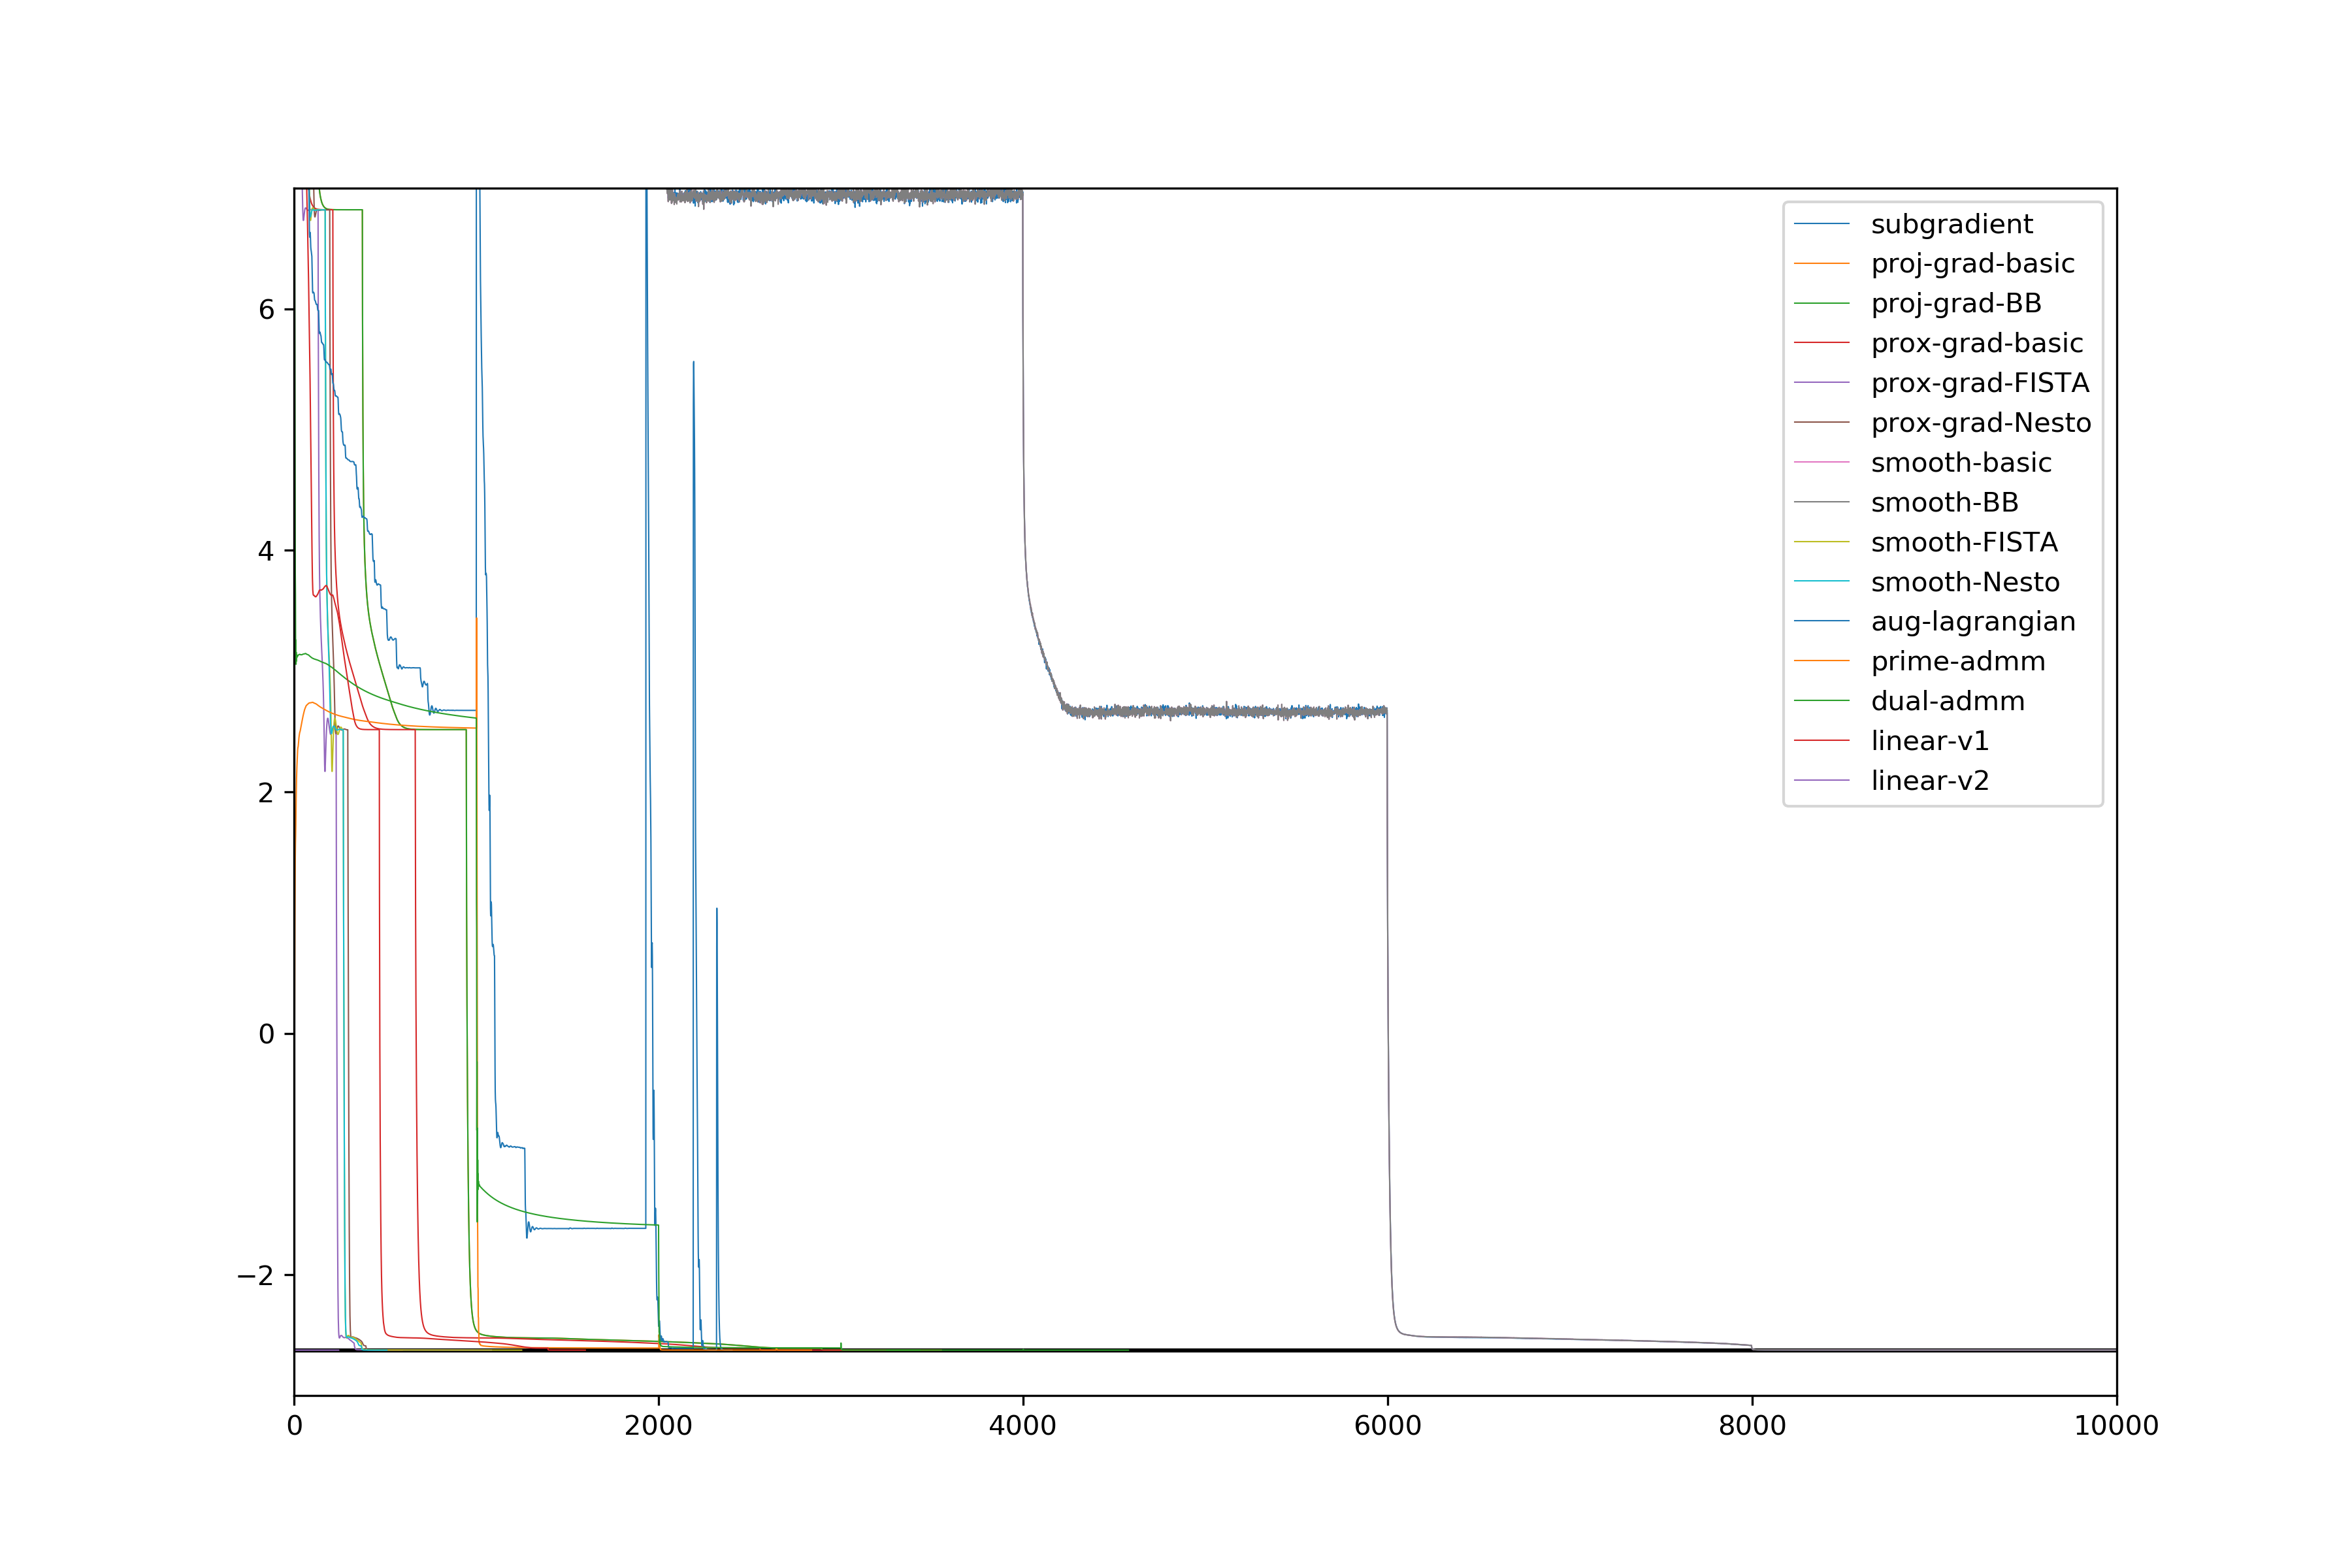 6
4
2
0
−2
0
2000
4000
6000
8000
10000
subgradient
proj-grad-basic
proj-grad-BB
prox-grad-basic
prox-grad-FISTA
prox-grad-Nesto
smooth-basic
smooth-BB
smooth-FISTA
smooth-Nesto
aug-lagrangian
prime-admm
dual-admm
linear-v1
linear-v2